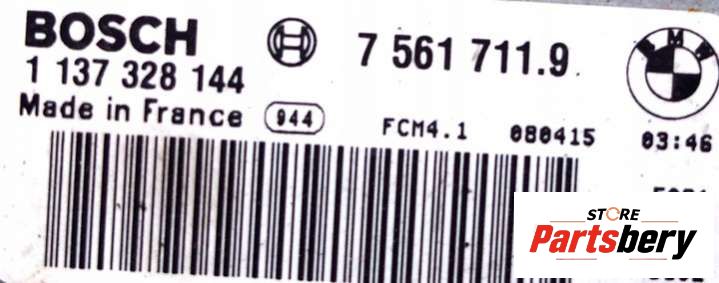 BOSCH 7 561 711.9 BMW
1 137 328 144
Made in France 944 FCM4.1 080415 03:46
STORE
Partsbery